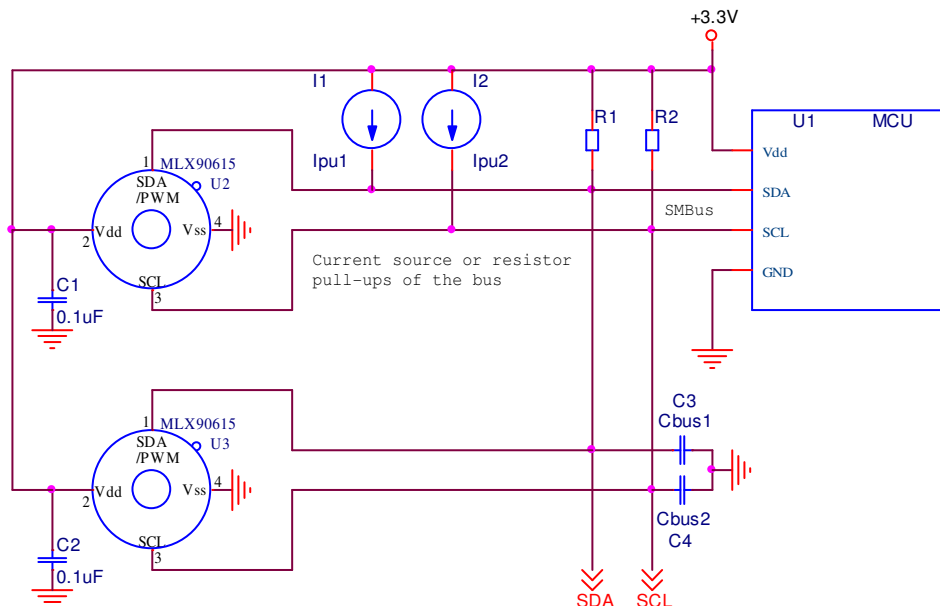 +3.3V
I1
I2
R1
R2
U1
MCU
1
MLX90615
U2
SDA
/PWM
Ipu1
Ipu2
Vdd
SDA
SMBus
SCL
GND
Vdd
2
Vss
4
SCL
3
Current source or resistor
pull-ups of the bus
C1
0.1uF
1
MLX90615
U3
SDA
/PWM
Vdd
2
Vss
4
SCL
3
C3
Cbus1
Cbus2
C4
C2
0.1uF
SDA
SCL